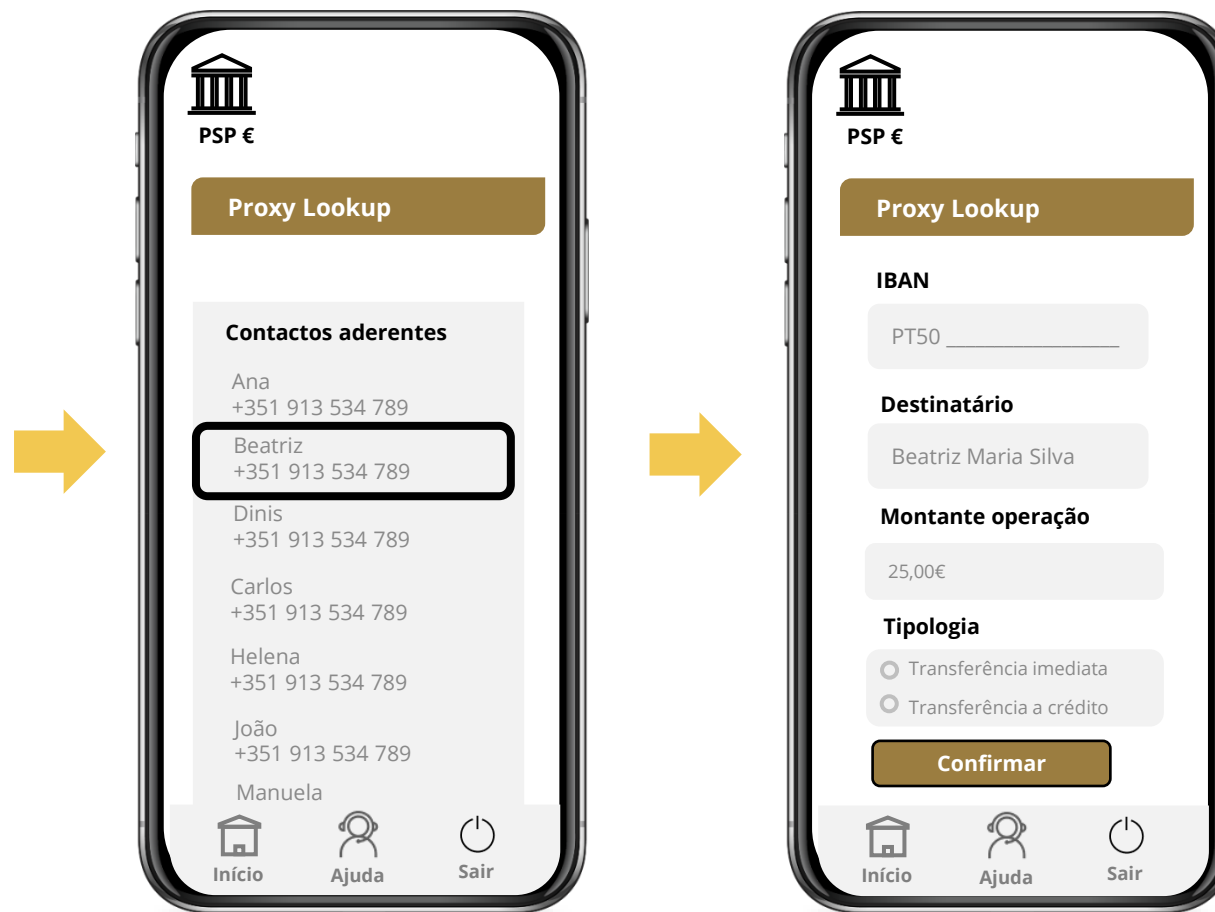 PSP €
Proxy Lookup
Contactos aderentes
Ana
+351 913 534 789
Beatriz
+351 913 534 789
Dinis
+351 913 534 789
Carlos
+351 913 534 789
Helena
+351 913 534 789
João
+351 913 534 789
Manuela
Início
Ajuda
Sair
PSP €
Proxy Lookup
IBAN
PT50 __________________
Destinatário
Beatriz Maria Silva
Montante operação
25,00€
Tipologia
Transferência imediata
Transferência a crédito
Confirmar
Início
Ajuda
Sair